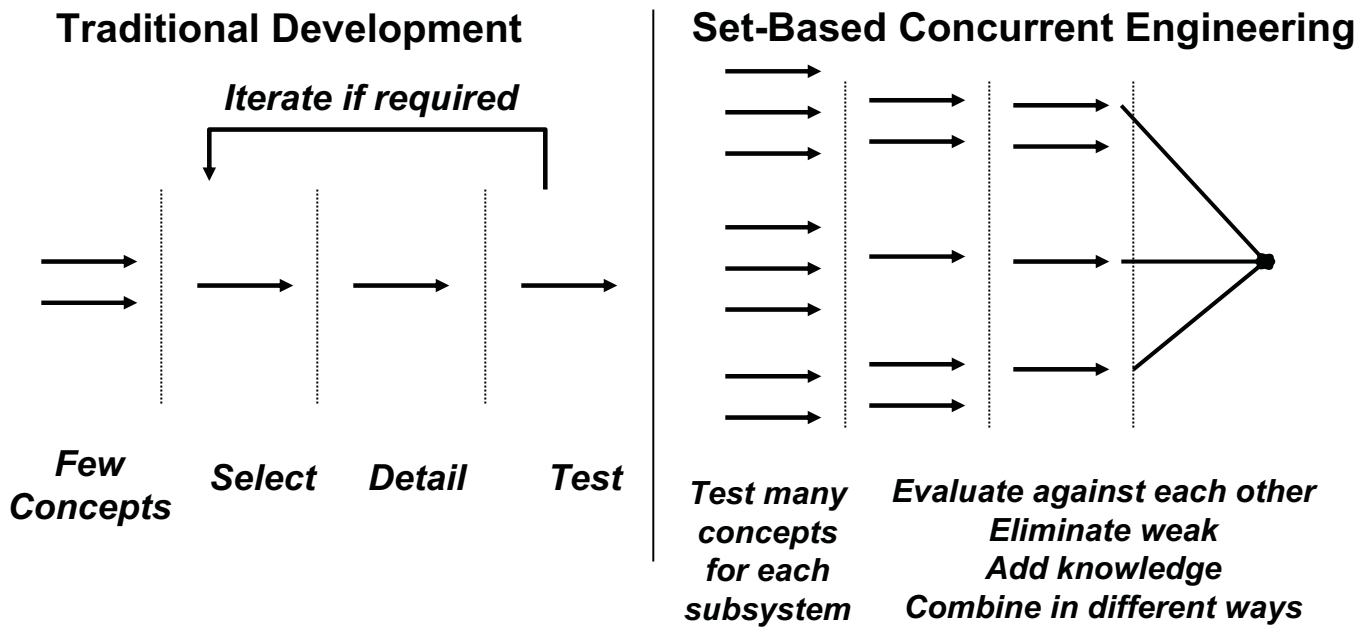 Traditional Development
Iterate if required
Few
Concepts
Select
Detail
Test
Set-Based Concurrent Engineering
Test many
concepts
for each
subsystem
Evaluate against each other
Eliminate weak
Add knowledge
Combine in different ways